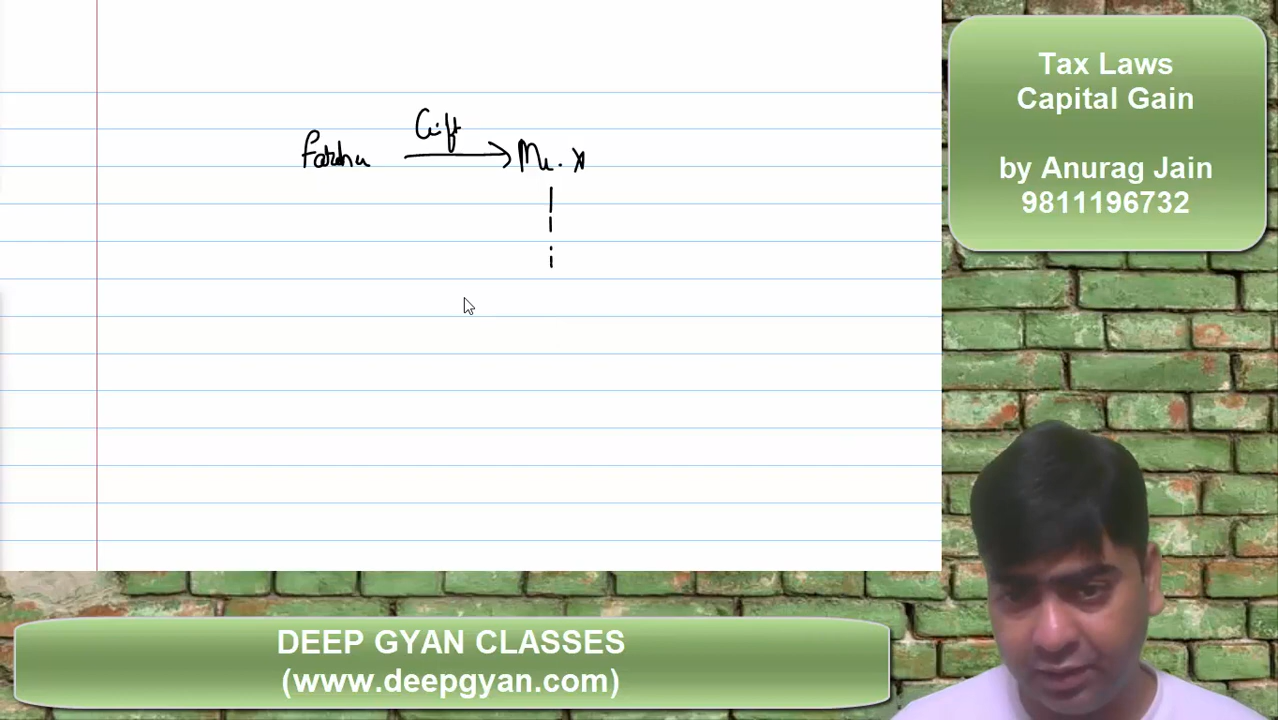 Gift
Father → Mr. X
Tax Laws
Capital Gain
by Anurag Jain
9811196732
DEEP GYAN CLASSES
(www.deepgyan.com)